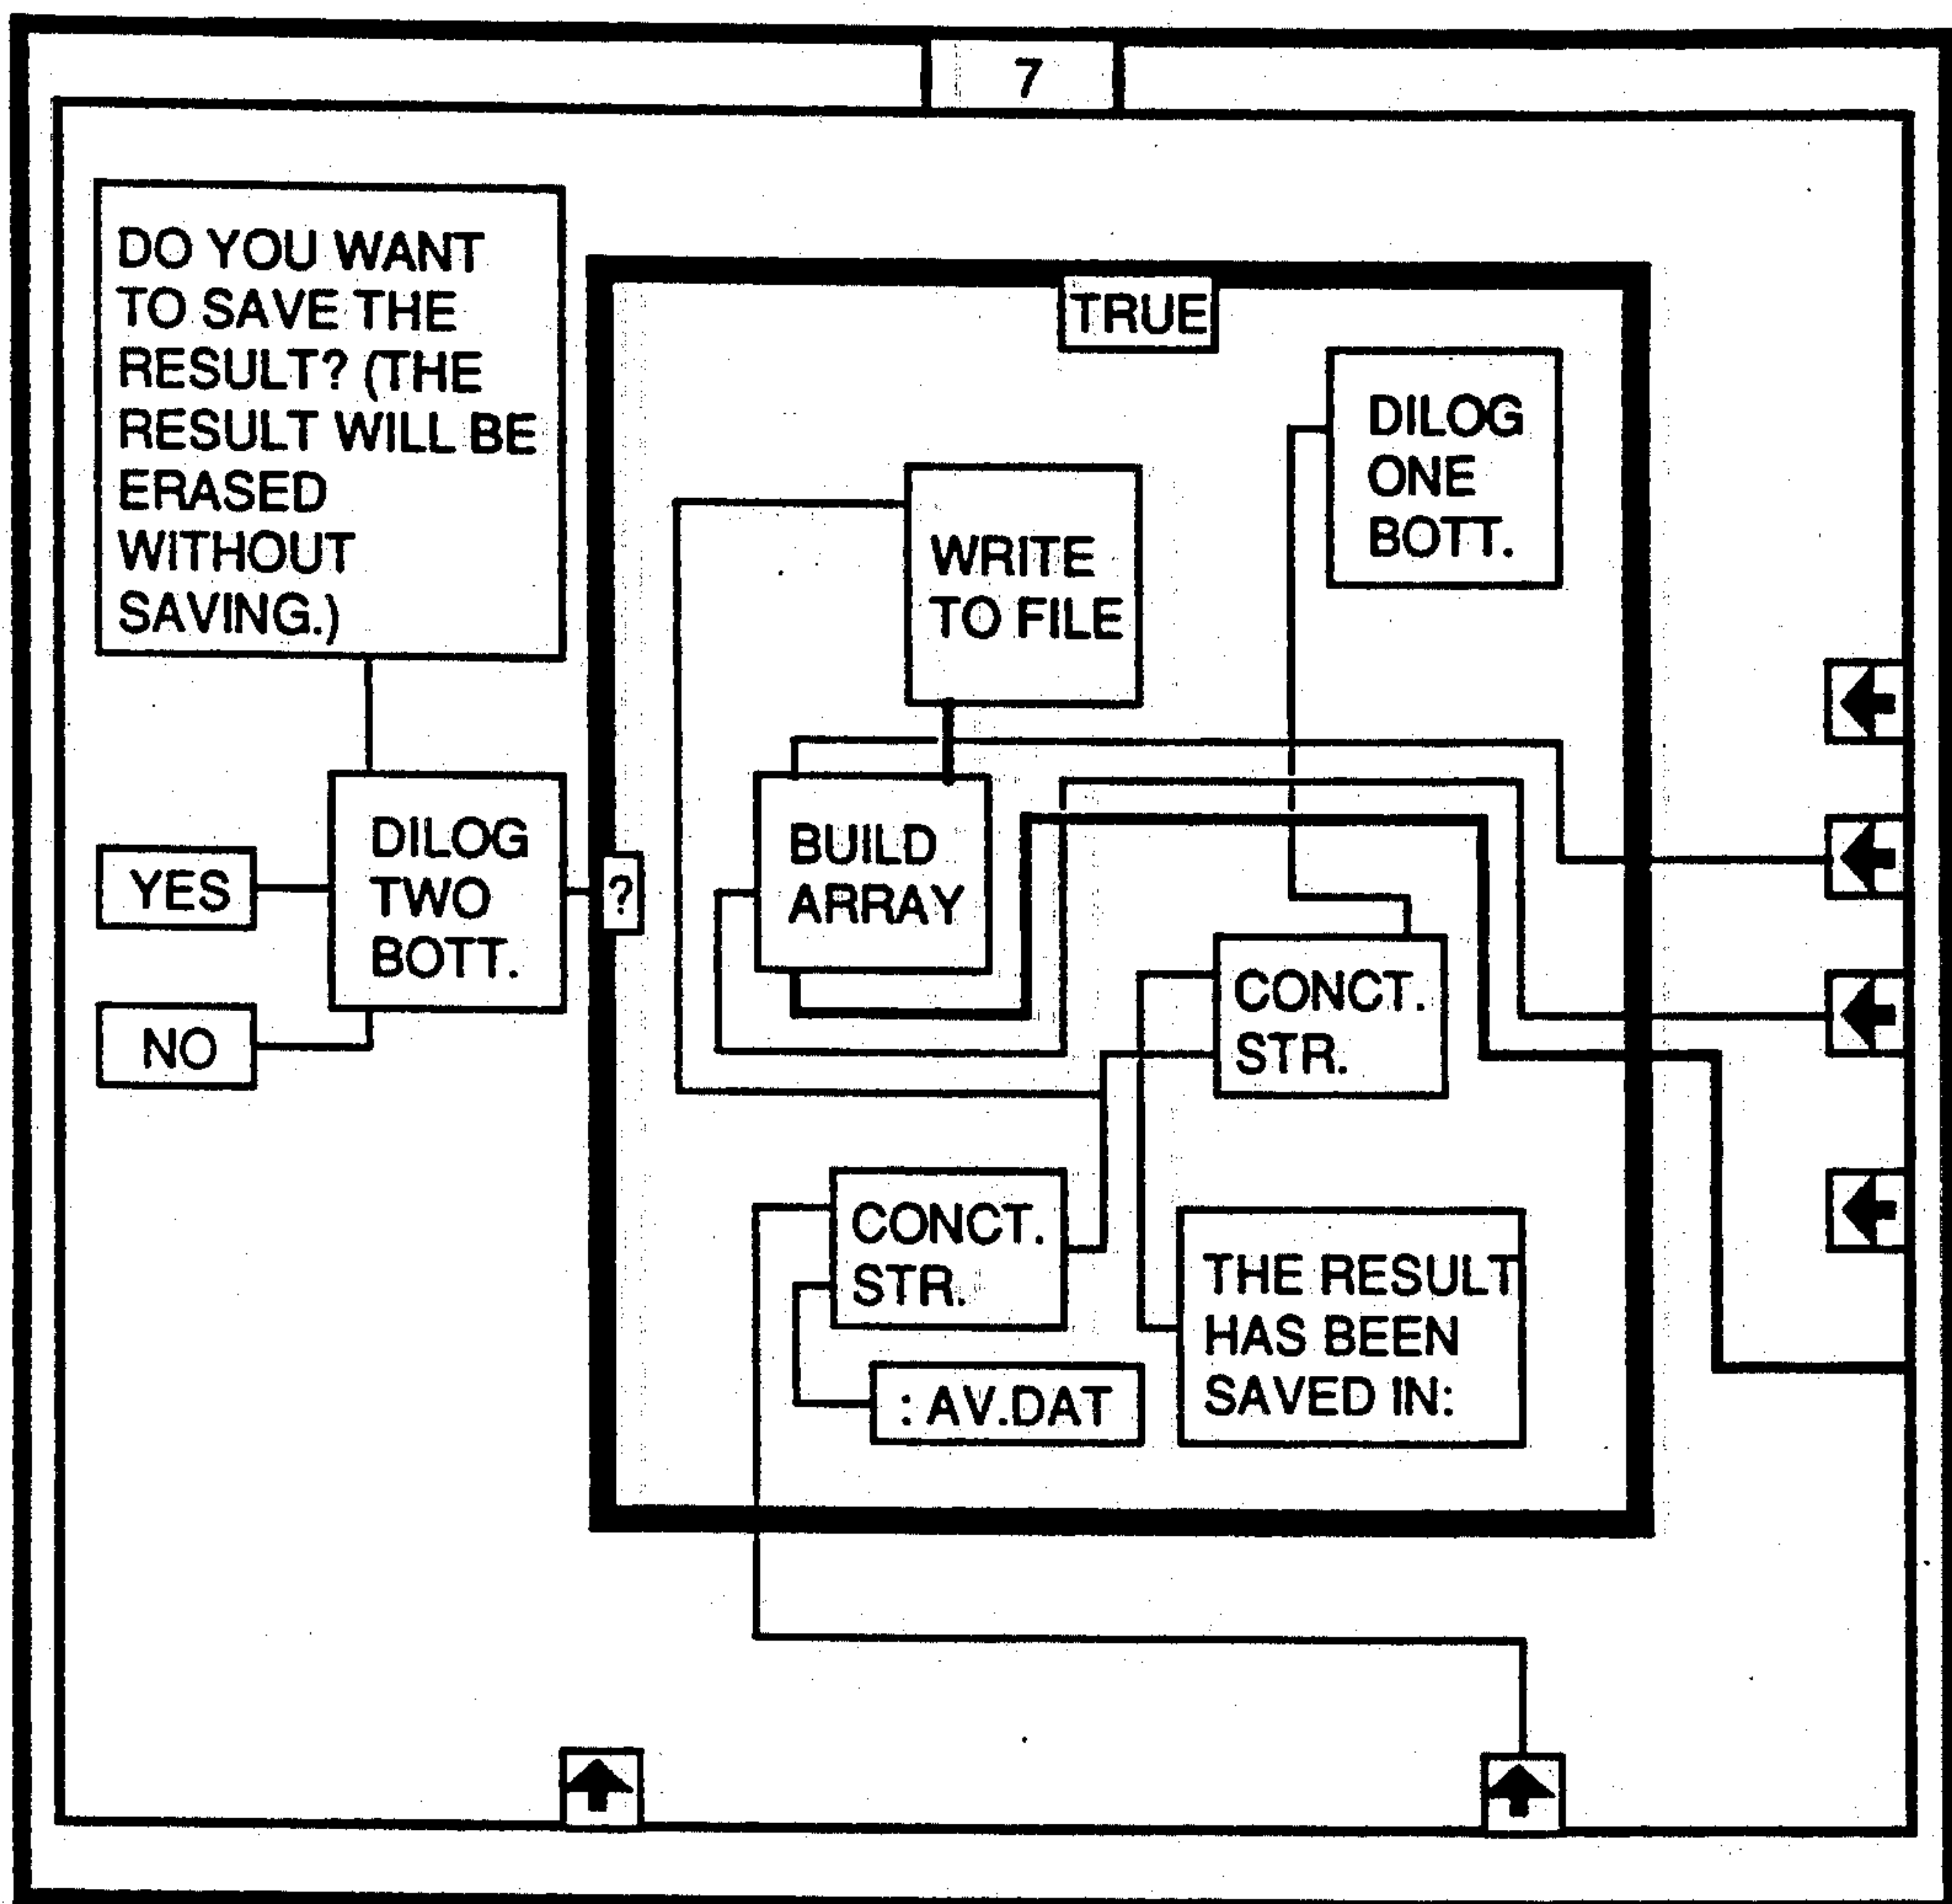 7
DO YOU WANT
TO SAVE THE
RESULT? (THE
RESULT WILL BE
ERASED
WITHOUT
SAVING.)
TRUE
DILOG
ONE
BOTT.
WRITE
TO FILE
DILOG
TWO
BOTT.
YES
NO
?
BUILD
ARRAY
CONCT.
STR.
CONCT.
STR.
: AV.DAT
THE RESULT
HAS BEEN
SAVED IN: